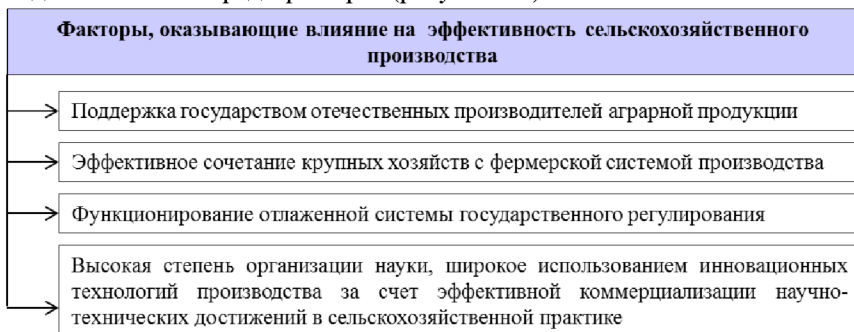 Факторы, оказывающие влияние на эффективность сельскохозяйственного
производства
Поддержка государством отечественных производителей аграрной продукции
Эффективное сочетание крупных хозяйств с фермерской системой производства
Функционирование отлаженной системы государственного регулирования
Высокая степень организации науки, широкое использованием инновационных
технологий производства за счет эффективной коммерциализации научно-
технических достижений в сельскохозяйственной практике